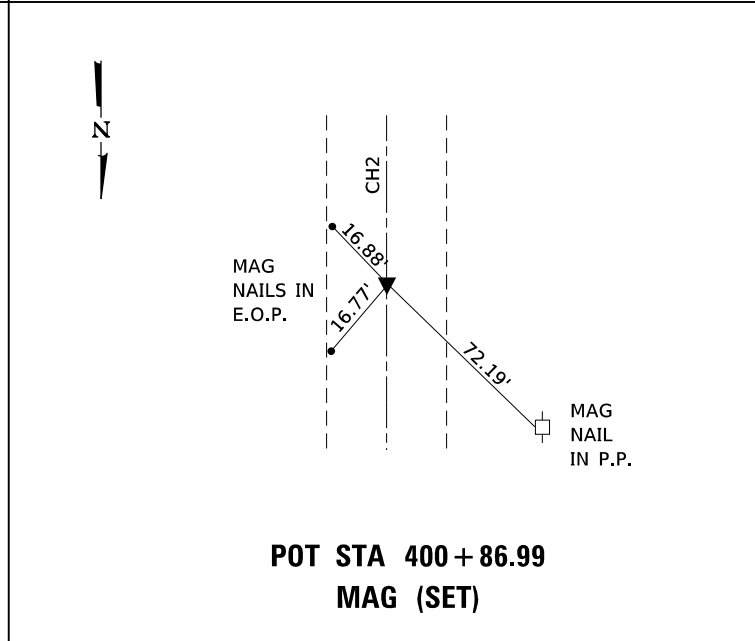 N
CH2
16.88'
MAG
NAILS IN
E.O.P.
16.77'
72.19'
MAG
NAIL
IN P.P.
POT STA 400+86.99
MAG (SET)